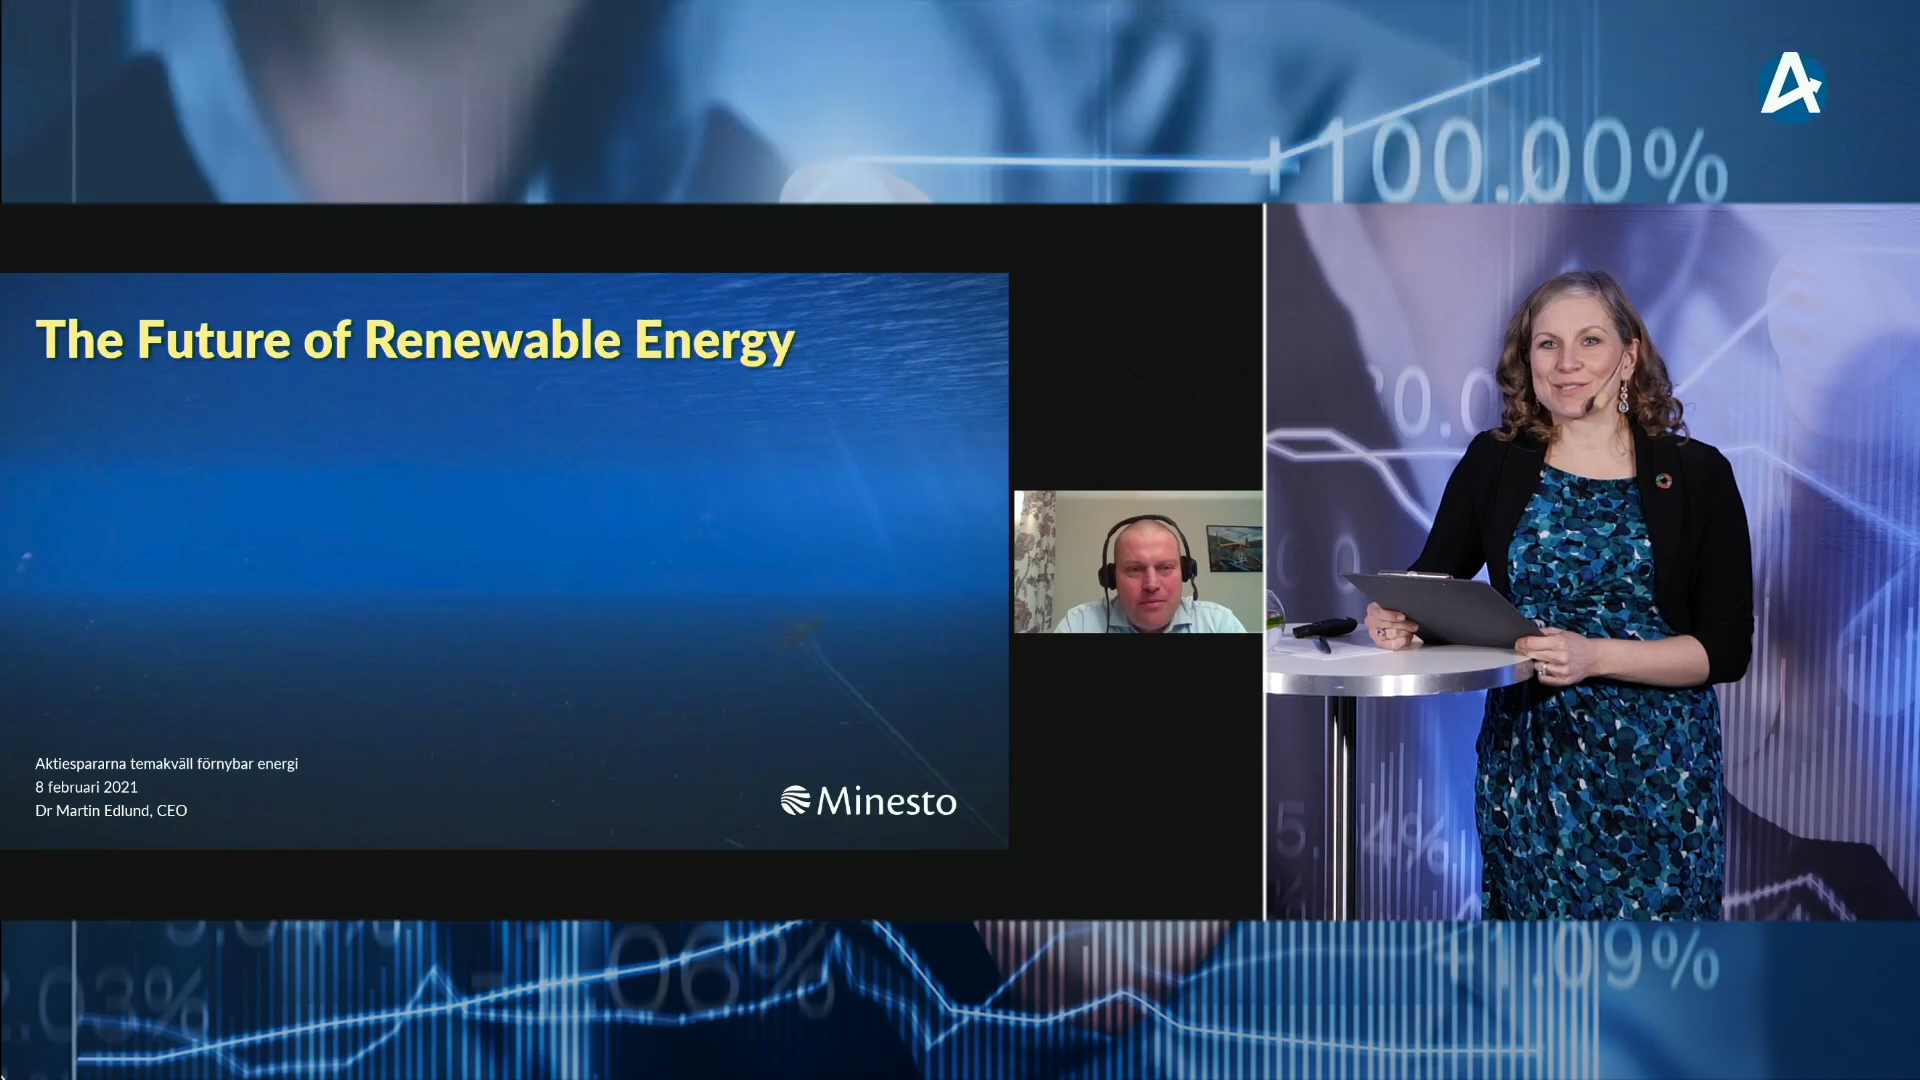 +100.00%
The Future of Renewable Energy
Aktiespararna temakväll förnybar energi
8 februari 2021
Dr Martin Edlund, CEO
Minesto